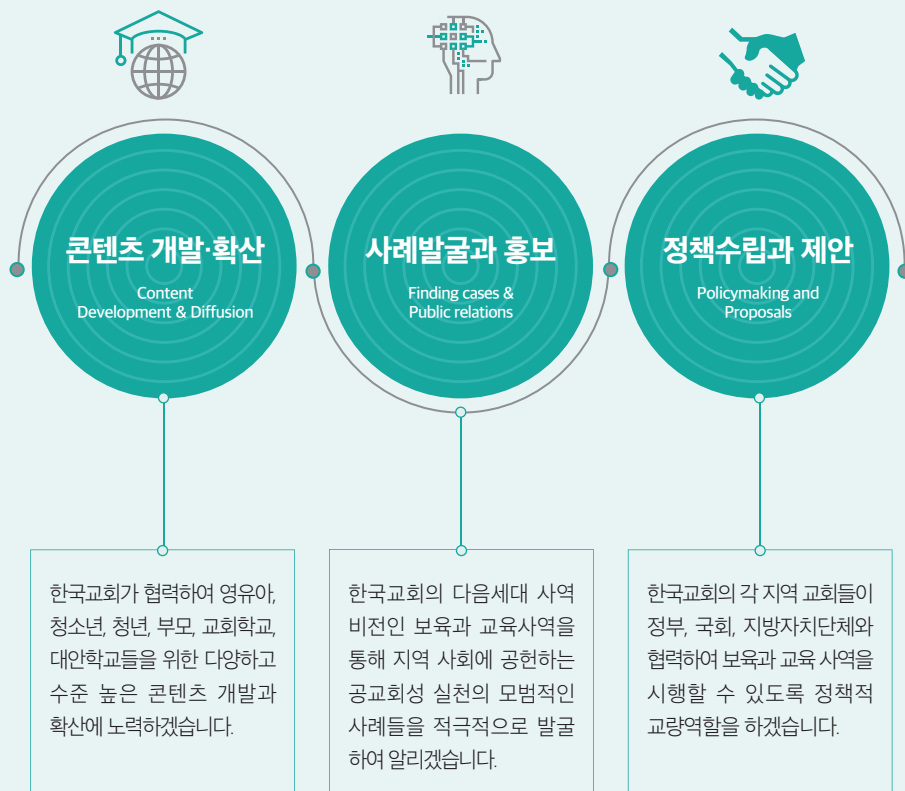 콘텐츠 개발·확산
Content
Development & Diffusion
사례발굴과 홍보
Finding cases &
Public relations
정책수립과 제안
Policymaking and
Proposals
한국교회가 협력하여 영유아,
청소년, 청년, 부모, 교회학교,
대안학교들을 위한 다양하고
수준 높은 콘텐츠 개발과
확산에 노력하겠습니다.
한국교회의 다음세대 사역
비전인 보육과 교육사역을
통해 지역 사회에 공헌하는
공교회성 실천의 모범적인
사례들을 적극적으로 발굴
하여 알리겠습니다.
한국교회의 각 지역 교회들이
정부, 국회, 지방자치단체와
협력하여 보육과 교육 사역을
시행할 수 있도록 정책적
교량역할을 하겠습니다.